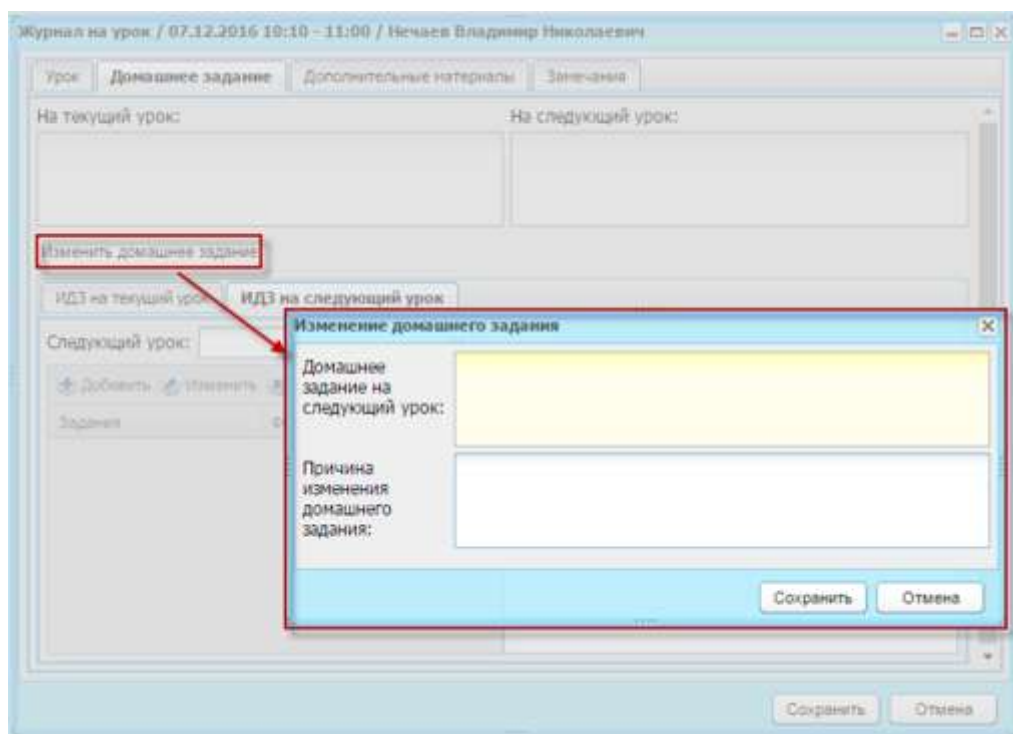 Журнал на урок / 07.12.2016 10:10 - 11:00 / Нечаев Владимир Николаевич
Урок Домашнее задание Дополнительные материалы Замечания
На текущий урок: На следующий урок:
Изменить домашнее задание
ИДЗ на текущий урок ИДЗ на следующий урок
Следующий урок:
Добавить Изменить
Задания
Изменение домашнего задания
Домашнее
задание на
следующий урок:
Причина
изменения
домашнего
задания:
Сохранить Отмена
Сохранить Отмена